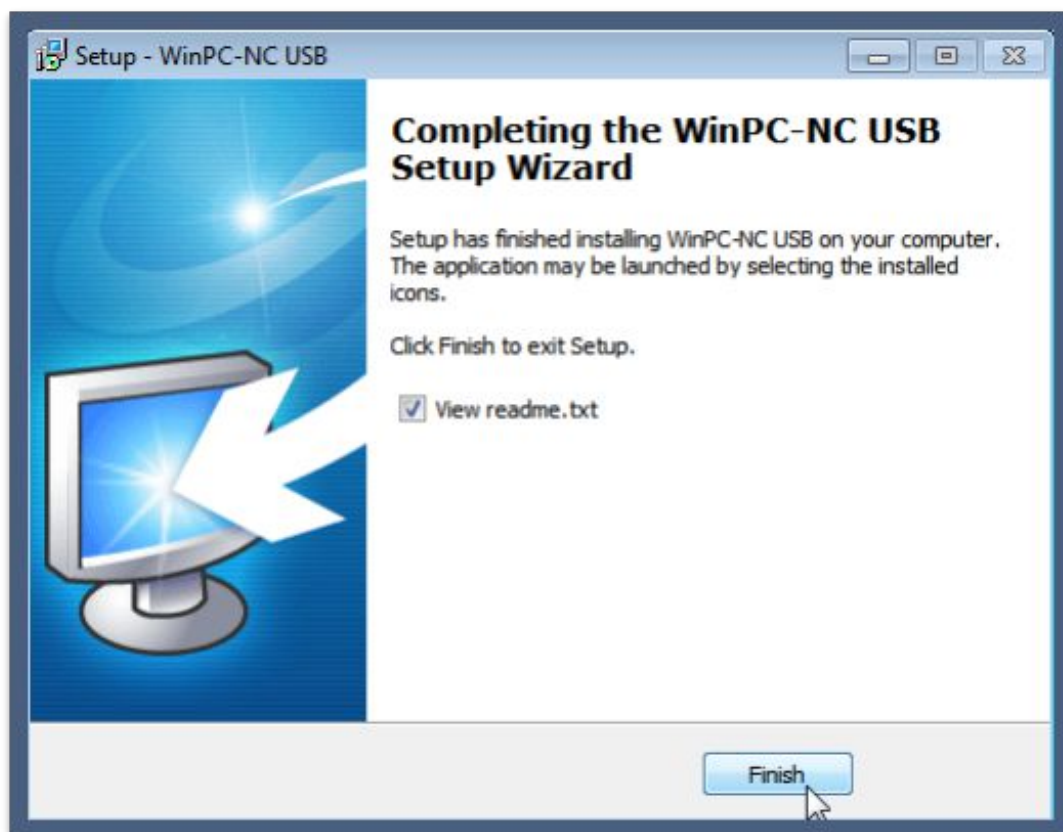 Setup - WinPC-NC USB
Completing the WinPC-NC USB
Setup Wizard
Setup has finished installing WinPC-NC USB on your computer.
The application may be launched by selecting the installed
icons.
Click Finish to exit Setup.
View readme.txt
Finish